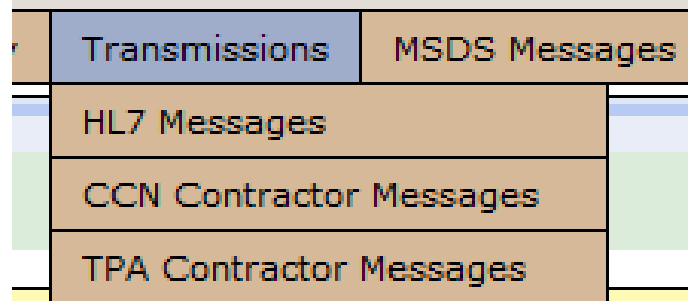 Transmissions MSDS Messages
HL7 Messages
CCN Contractor Messages
TPA Contractor Messages